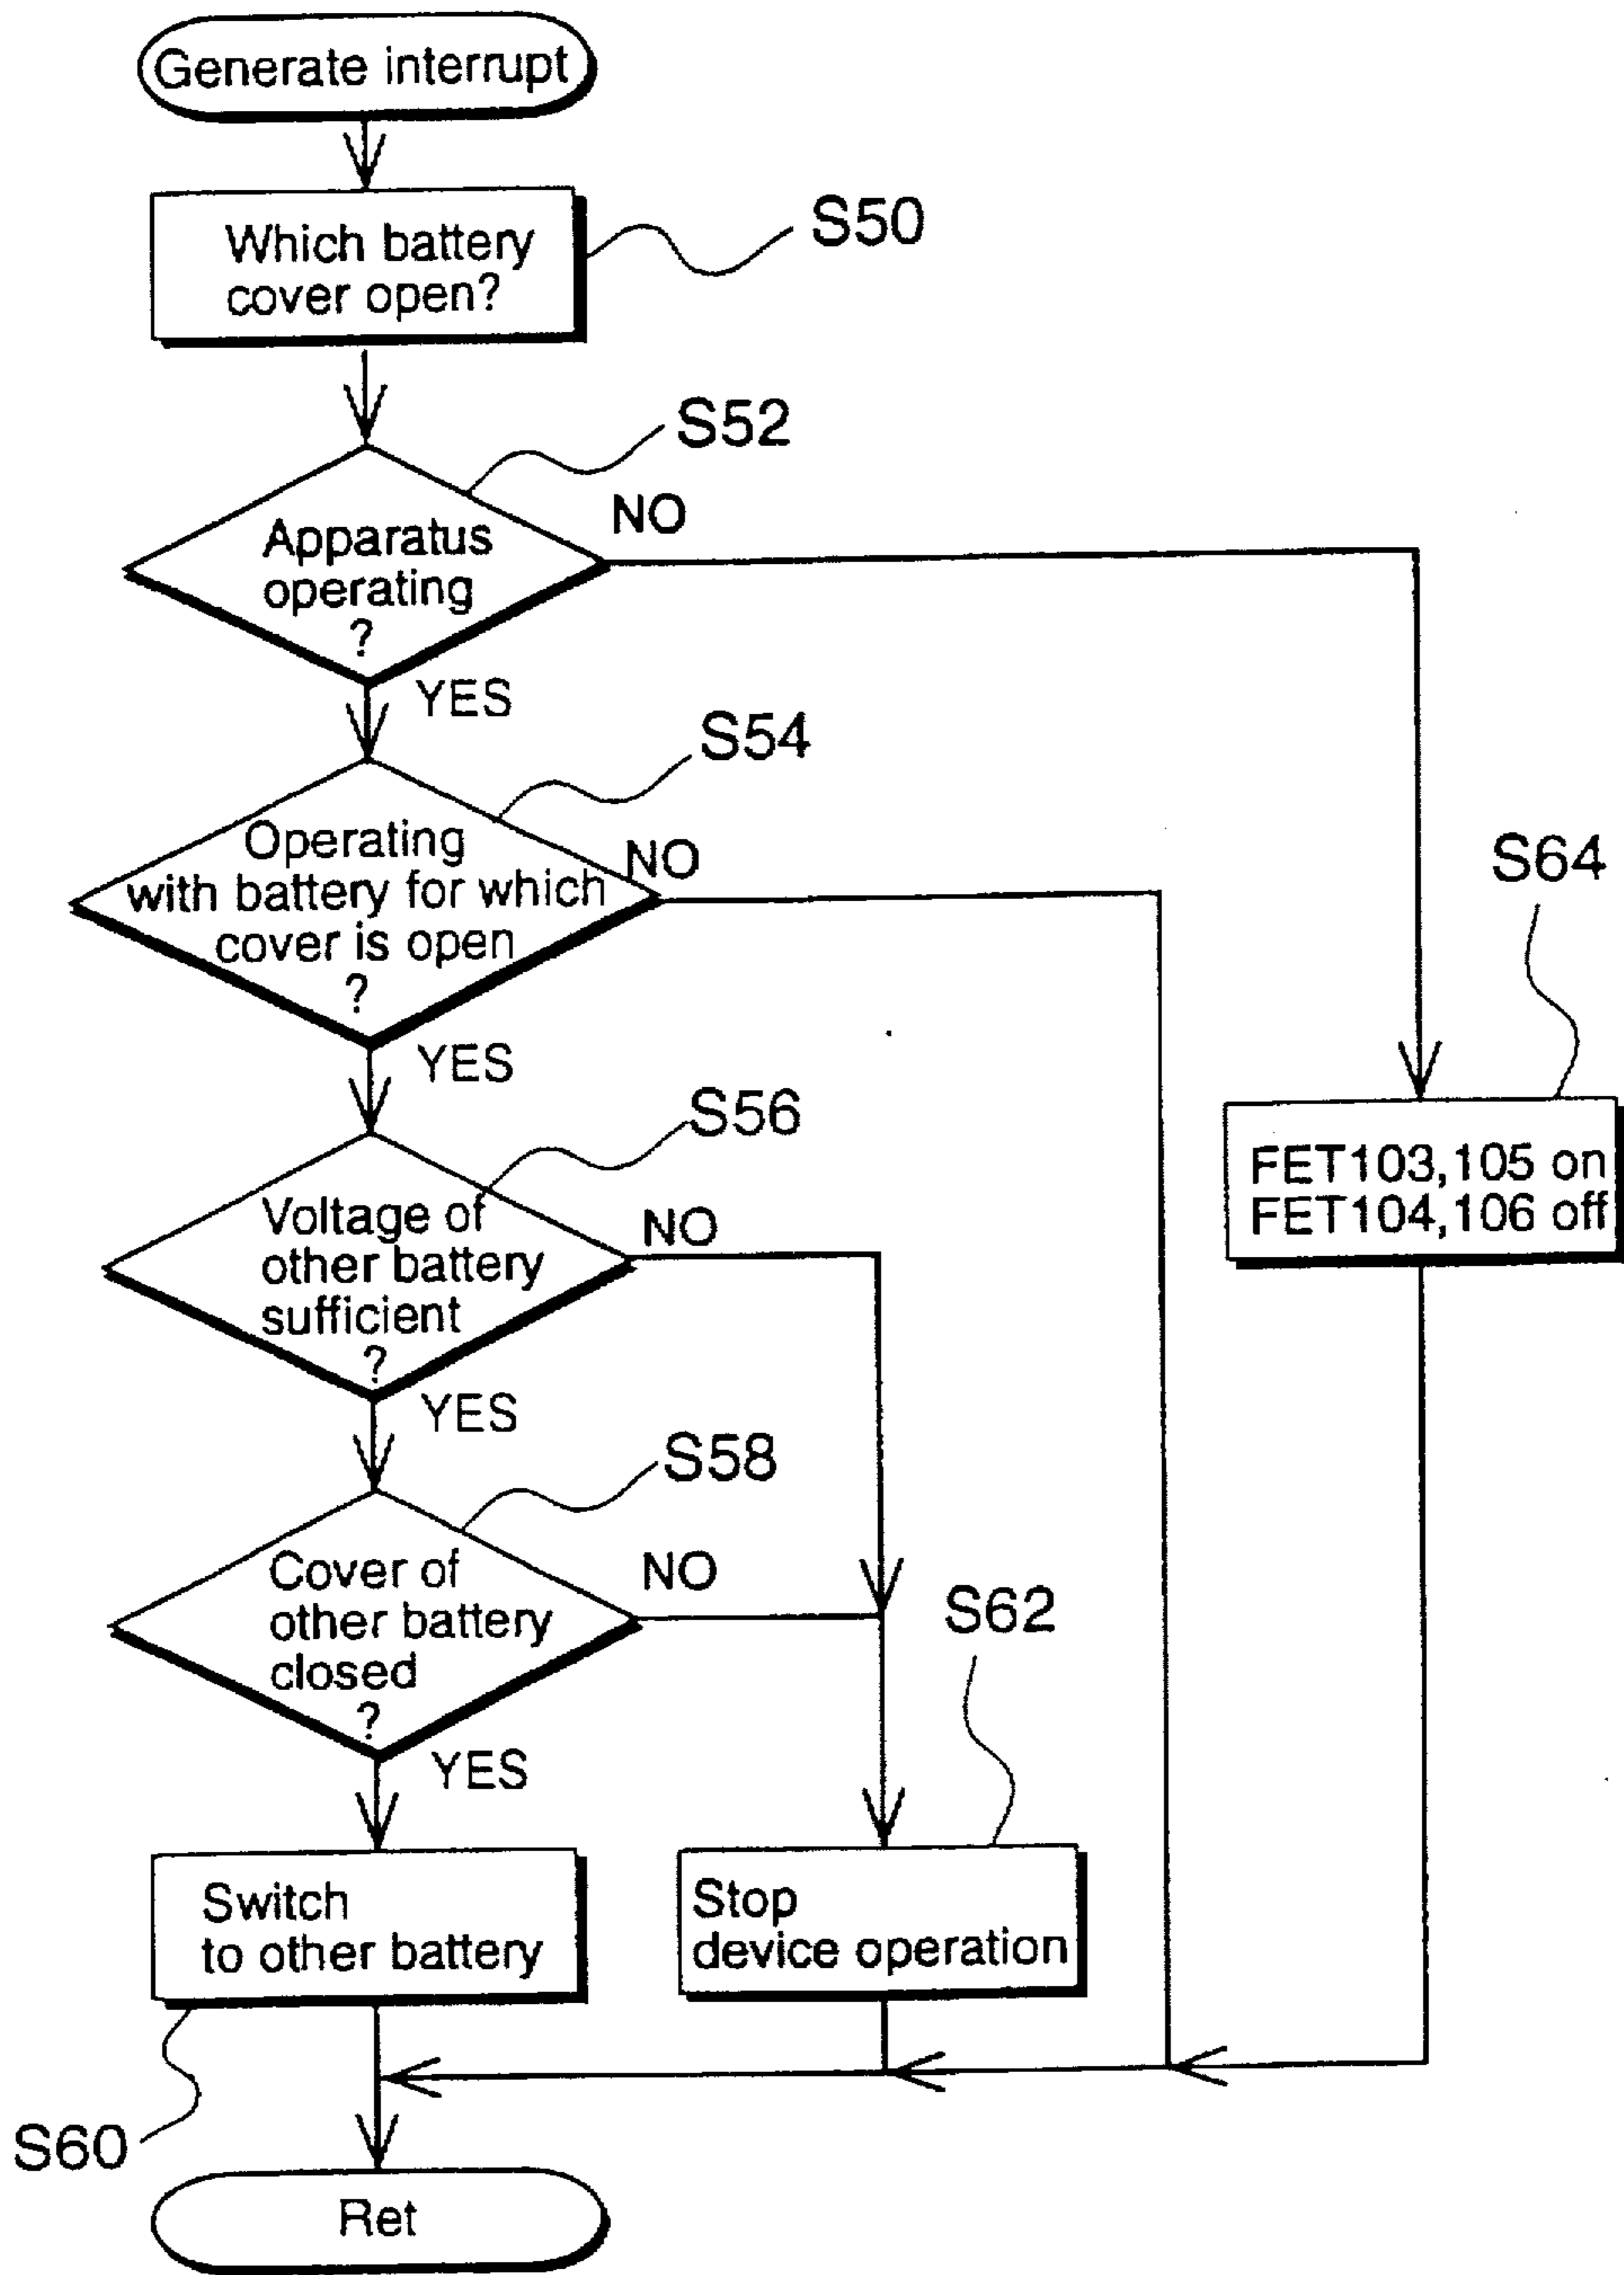 Generate interrupt
Which battery
cover open?
S50
S52
Apparatus
operating
?
NO
YES
S54
Operating
with battery for which
cover is open
?
NO
YES
S56
Voltage of
other battery
sufficient
?
NO
YES
S64
FET103,105 on
FET104,106 off
S58
Cover of
other battery
closed
?
NO
YES
S62
Switch
to other battery
Stop
device operation
S60
Ret